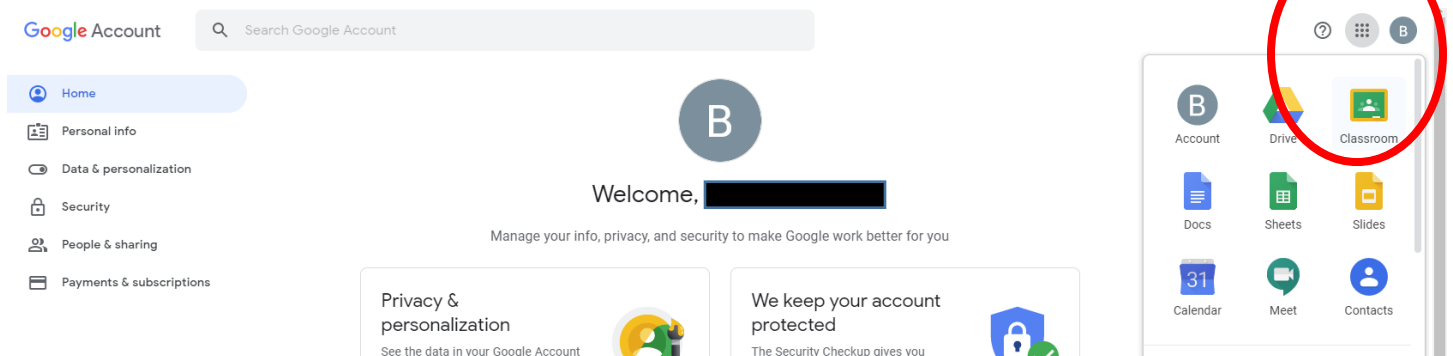 Google Account
Search Google Account
B
Home
Personal info
Data & personalization
Security
People & sharing
Payments & subscriptions
B
Welcome,
Manage your info, privacy, and security to make Google work better for you
Privacy &
personalization
See the data in your Google Account
We keep your account
protected
The Security Checkup gives you
B
Account
Drive
Classroom
Docs
Sheets
Slides
31
Calendar
Meet
Contacts